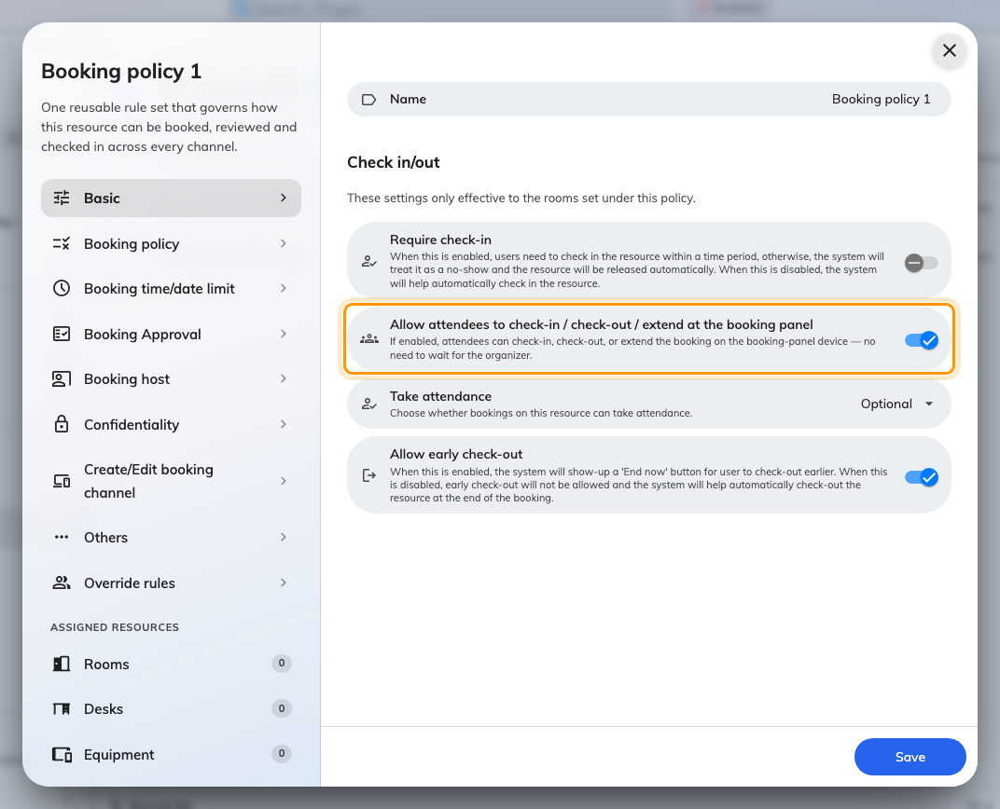 Booking policy 1
One reusable rule set that governs how
this resource can be booked, reviewed and
checked in across every channel.
Basic
Booking policy
Booking time/date limit
Booking Approval
Booking host
Confidentiality
Create/Edit booking
channel
Others
Override rules
ASSIGNED RESOURCES
Rooms 0
Desks 0
Equipment 0
Name Booking policy 1
Check in/out
These settings only effective to the rooms set under this policy.
Require check-in
When this is enabled, users need to check in the resource within a time period, otherwise, the system will
treat it as a no-show and the resource will be released automatically. When this is disabled, the system
will help automatically check in the resource.
Allow attendees to check-in / check-out / extend at the booking panel
If enabled, attendees can check-in, check-out, or extend the booking on the booking-panel device — no
need to wait for the organizer.
Take attendance
Choose whether bookings on this resource can take attendance.
Optional
Allow early check-out
When this is enabled, the system will show-up a 'End now' button for user to check-out earlier. When this
is disabled, early check-out will not be allowed and the system will help automatically check-out the
resource at the end of the booking.
Save